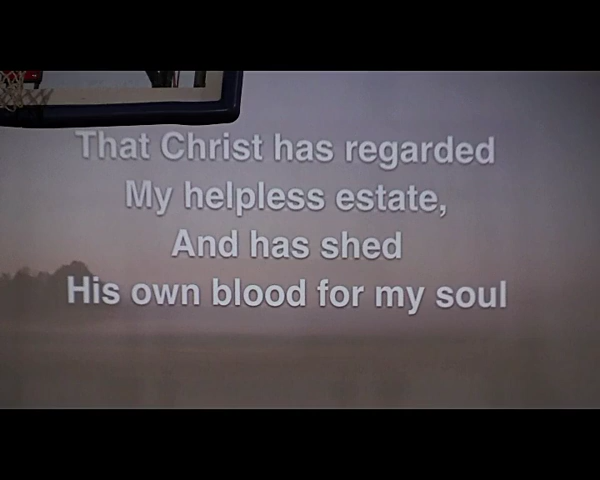 That Christ has regarded
My helpless estate,
And has shed
His own blood for my soul